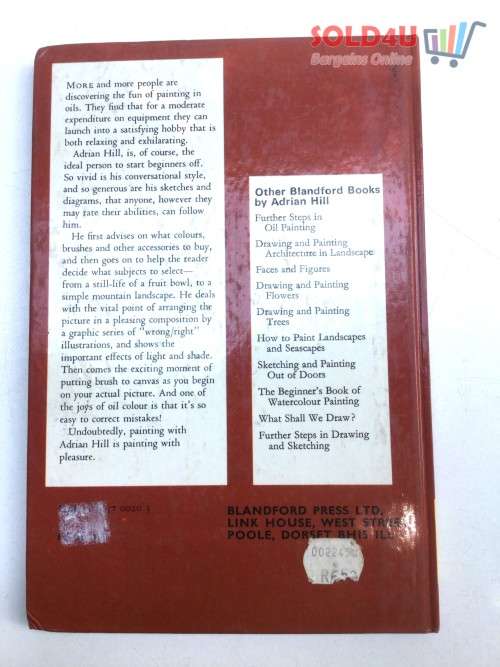 SOLD4U
Bargains Online
MORE and more people are
discovering the fun of painting in
oils. They find that for a moderate
expenditure on equipment they can
launch into a satisfying hobby that is
both relaxing and exhilarating.
Adrian Hill, is, of course, the
ideal person to start beginners off.
So vivid is his conversational style,
and so generous are his sketches and
diagrams, that anyone, however they
may rate their abilities, can follow
him.
He first advises on what colours,
brushes and other accessories to buy,
and then goes on to help the reader
decide what subjects to select—
from a still-life of a fruit bowl, to a
simple mountain landscape. He deals
with the vital point of arranging the
picture in a pleasing composition by
a graphic series of "wrong/right"
illustrations, and shows the
important effects of light and shade.
Then comes the exciting moment of
putting brush to canvas as you begin
on your actual picture. And one of
the joys of oil colour is that it's so
easy to correct mistakes!
Undoubtedly, painting with
Adrian Hill is painting with
pleasure.
Other Blandford Books
by Adrian Hill
Further Steps in
Oil Painting
Drawing and Painting
Architecture in Landscape
Faces and Figures
Drawing and Painting
Flowers
Drawing and Painting
Trees
How to Paint Landscapes
and Seascapes
Sketching and Painting
Out of Doors
The Beginner's Book of
Watercolour Painting
What Shall We Draw?
Further Steps in Drawing
and Sketching
7 0020 3
BLANDFORD PRESS LTD,
LINK HOUSE, WEST
POOLE, DORSET BH15